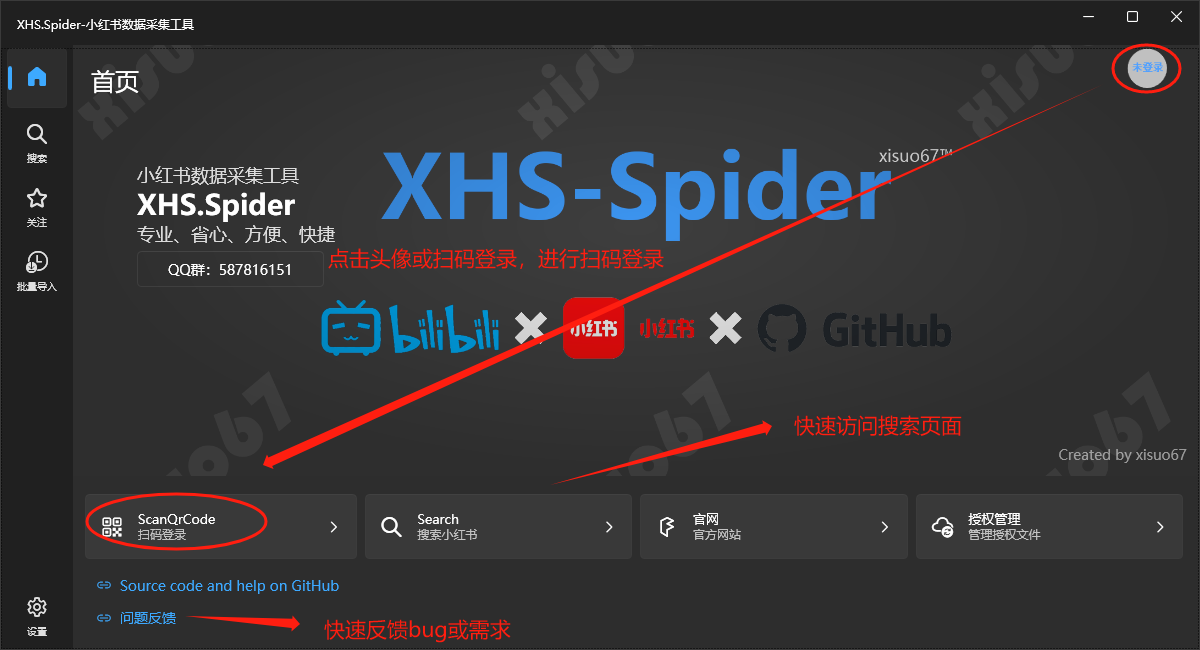 XHS.Spider-小红书数据采集工具
首页
未登录
搜索
关注
批量导入
设置
小红书数据采集工具
XHS.Spider
专业、省心、方便、快捷
QQ群：587816151
XHS-Spider
xisuo67™
点击头像或扫码登录，进行扫码登录
bilibili
小红书
小红书
GitHub
快速访问搜索页面
Created by xisuo67
ScanQrCode
扫码登录
Search
搜索小红书
官网
官方网站
授权管理
管理授权文件
Source code and help on GitHub
问题反馈
快速反馈bug或需求